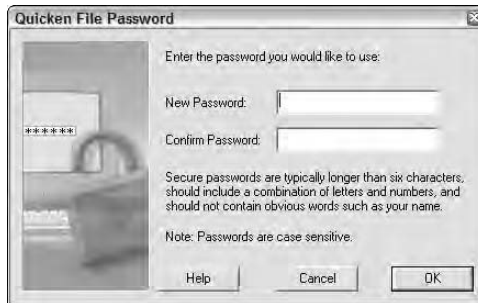 Quicken File Password
Enter the password you would like to use:
New Password:
Confirm Password:
******
Secure passwords are typically longer than six characters,
should include a combination of letters and numbers, and
should not contain obvious words such as your name.
Note: Passwords are case sensitive.
Help
Cancel
OK